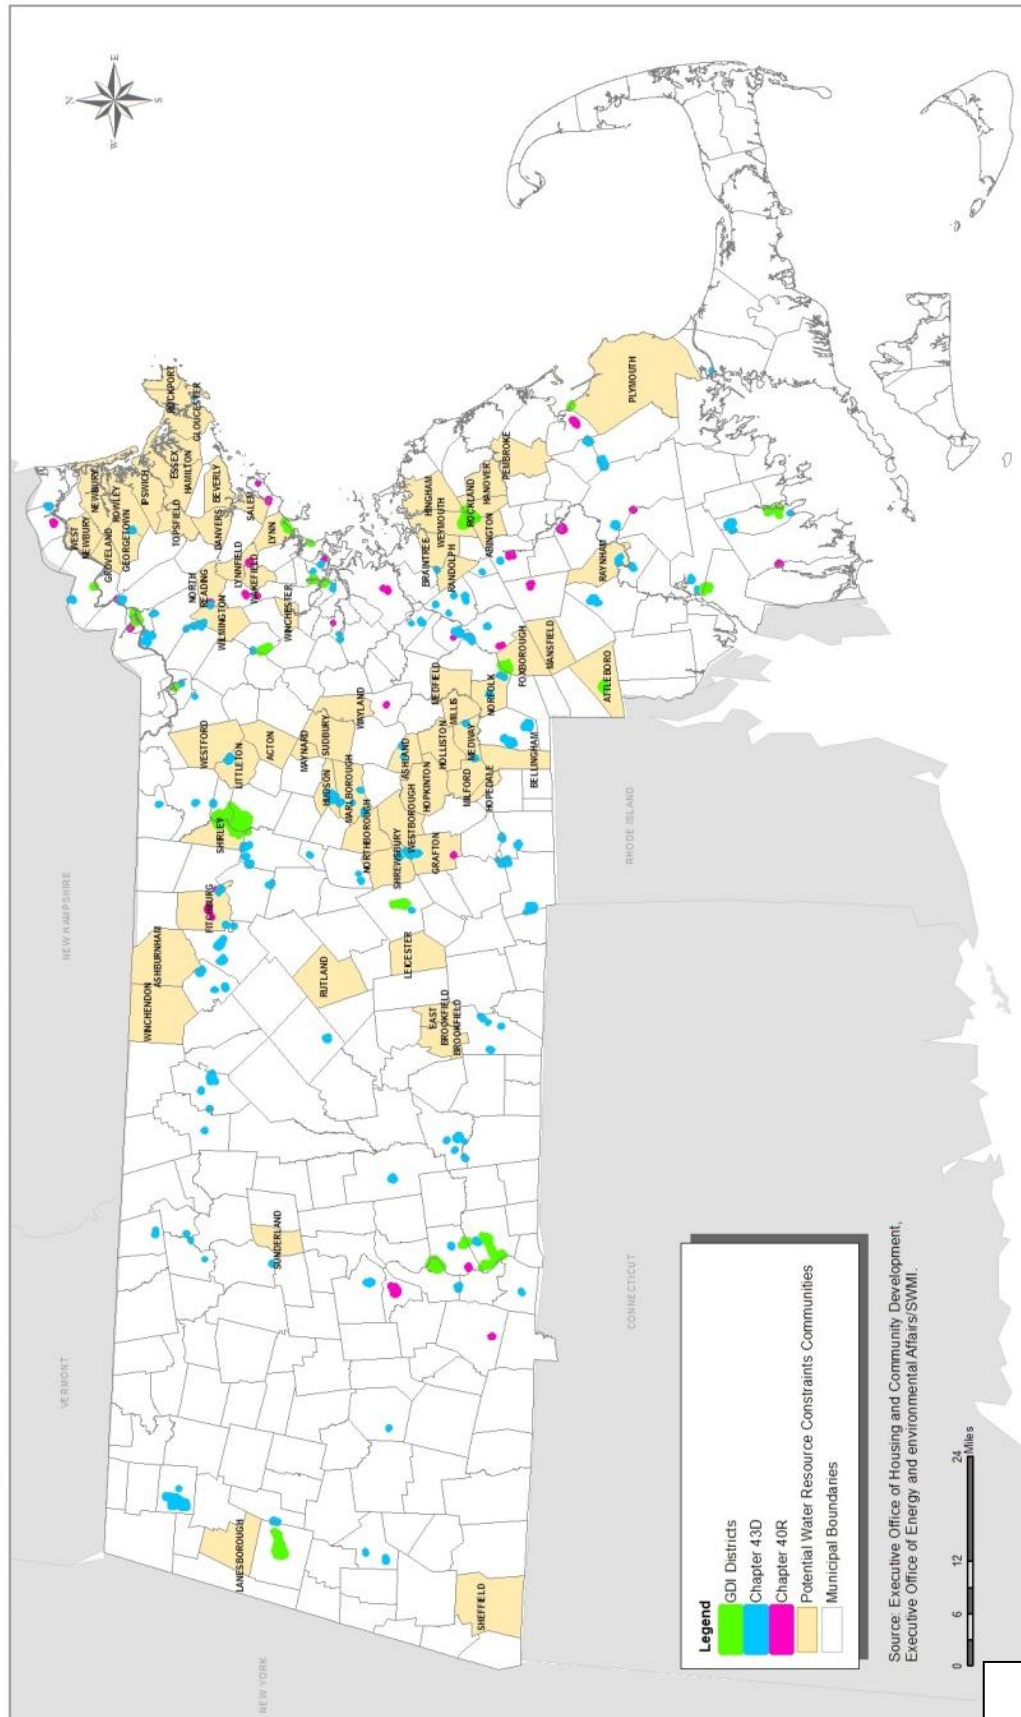 N
E
S
W
VERMONT
NEW HAMPSHIRE
NEW YORK
CONNECTICUT
RHODE ISLAND
LANESBOROUGH
SHEFFIELD
SUNDERLAND
WINCHENDON
ASHBURNHAM
FITCHBURG
RUTLAND
EAST
BROOKFIELD
BROOKFIELD
LEICESTER
SHIRLEY
WESTFORD
LITTLETON
ACTON
MAYNARD
SUDBURY
HUDSON
MARLBOROUGH
WAYLAND
NORTHBOROUGH
SHREWSBURY
WESTBOROUGH
GRAFTON
ASHLAND
HOPKINTON
HOLLISTON
MILFORD
HOPEDALE
MEDWAY
MILLIS
MEDFIELD
NORFOLK
BELLINGHAM
FOXBOROUGH
MANSFIELD
ATTLEBORO
RAYNHAM
WEST
NEWBURY
NEWBURY
GROVELAND
GEORGETOWN
ROWLEY
IPSWICH
TOPSFIELD
ESSEX
HAMILTON
ROCKPORT
GLOUCESTER
BEVERLY
DANVERS
SALEM
LYNN
LYNNFIELD
WAKEFIELD
NORTH
READING
WILMINGTON
WINCHESTER
HINGHAM
WEYMOUTH
BRAINTREE
RANDOLPH
ROCKLAND
HANOVER
ABINGTON
PEMBROKE
PLYMOUTH
Legend
GDI Districts
Chapter 43D
Chapter 40R
Potential Water Resource Constraints Communities
Municipal Boundaries
Source: Executive Office of Housing and Community Development,
Executive Office of Energy and environmental Affairs/SWMI.
0 6 12 24
Miles